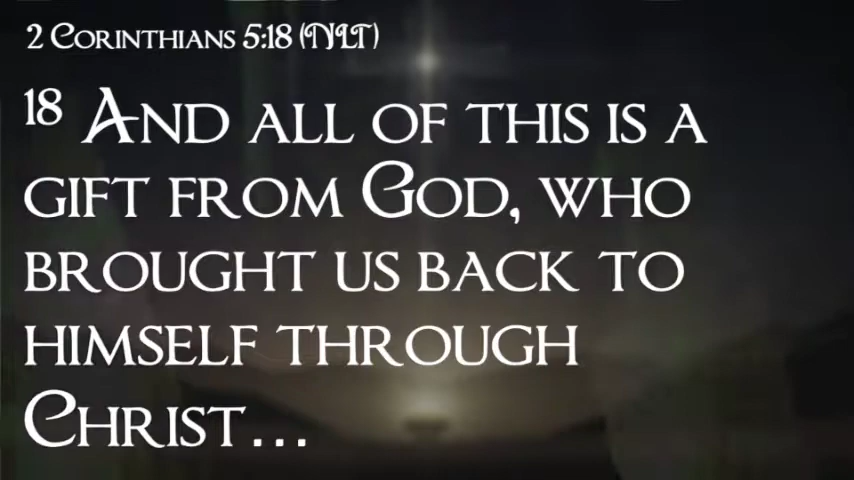 2 Corinthians 5:18 (NLT)
18 And all of this is a
gift from God, who
brought us back to
himself through
Christ...